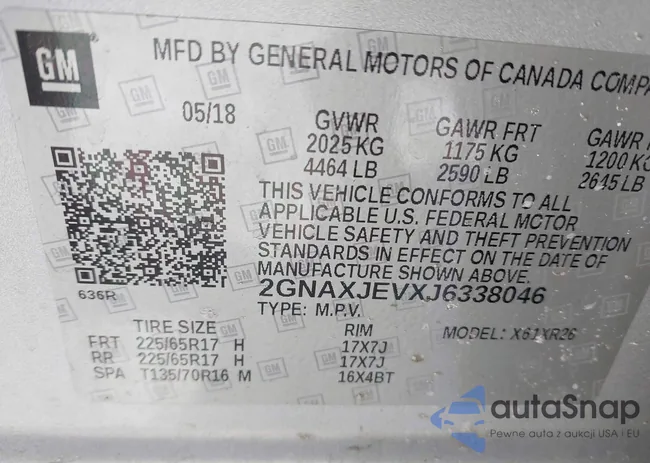 GM
MFD BY GENERAL MOTORS OF CANADA COMPA
05/18
GVWR GAWR FRT GAWR
2025 KG 1175 KG 1200 KG
4464 LB 2590 LB 2645 LB
THIS VEHICLE CONFORMS TO ALL
APPLICABLE U.S. FEDERAL MOTOR
VEHICLE SAFETY AND THEFT PREVENTION
STANDARDS IN EFFECT ON THE DATE OF
MANUFACTURE SHOWN ABOVE.
636R
2GNAXJEVXJ6338046
TYPE: M.P.V. MODEL: X61XR26
TIRE SIZE RIM
FRT 225/65R17 H 17X7J
RR 225/65R17 H 17X7J
SPA T135/70R16 M 16X4BT
autaSnap
Pewne auta z aukcji USA i EU